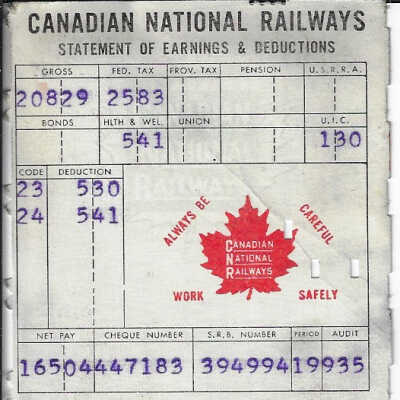 CANADIAN NATIONAL RAILWAYS
STATEMENT OF EARNINGS & DEDUCTIONS
GROSS FED. TAX PROV. TAX PENSION U.S.R.R.A.
20829 2583
BONDS HLTH & WEL. UNION U.I.C.
541 130
CODE DEDUCTION
23 530
24 541
ALWAYS BE CAREFUL
CANADIAN
NATIONAL
RAILWAYS
WORK SAFELY
NET PAY CHEQUE NUMBER S.R.B. NUMBER PERIOD AUDIT
16504447183 39499419935